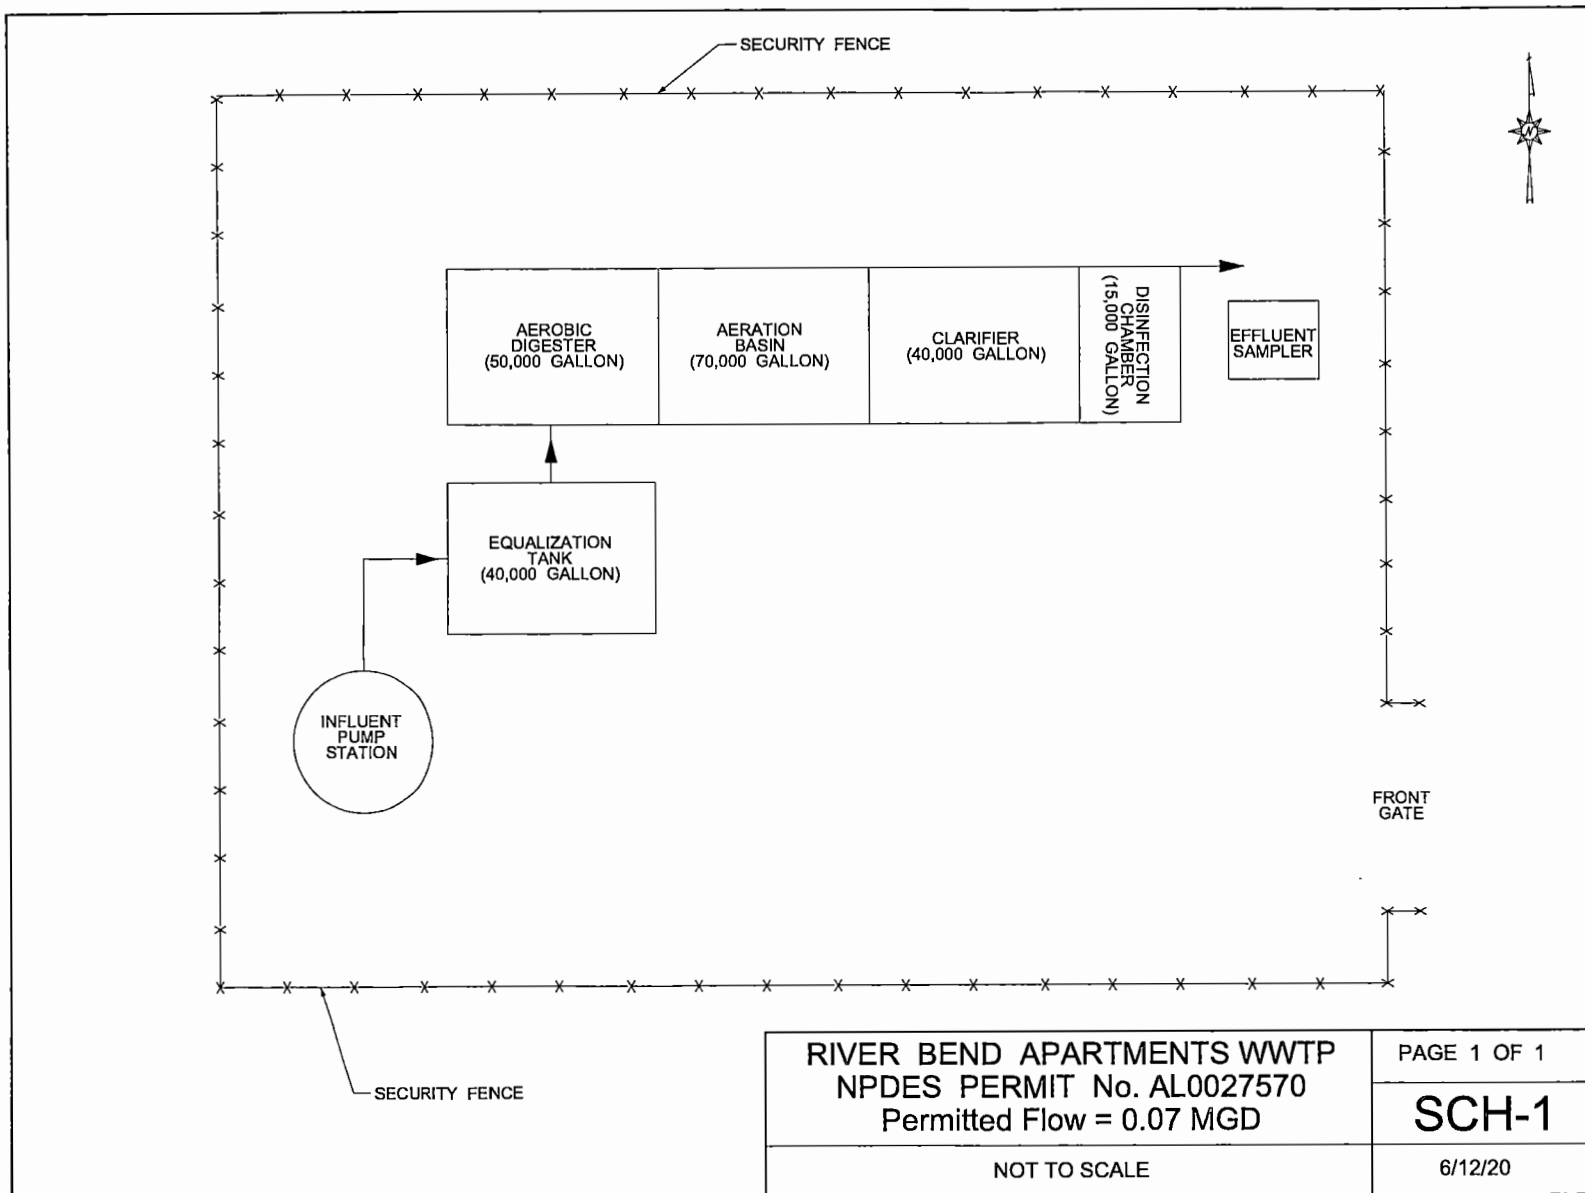 SECURITY FENCE
N
AEROBIC
DIGESTER
(50,000 GALLON)
AERATION
BASIN
(70,000 GALLON)
CLARIFIER
(40,000 GALLON)
DISINFECTION
CHAMBER
(15,000 GALLON)
EFFLUENT
SAMPLER
EQUALIZATION
TANK
(40,000 GALLON)
INFLUENT
PUMP
STATION
FRONT
GATE
SECURITY FENCE
RIVER BEND APARTMENTS WWTP
NPDES PERMIT No. AL0027570
Permitted Flow = 0.07 MGD
NOT TO SCALE
PAGE 1 OF 1
SCH-1
6/12/20